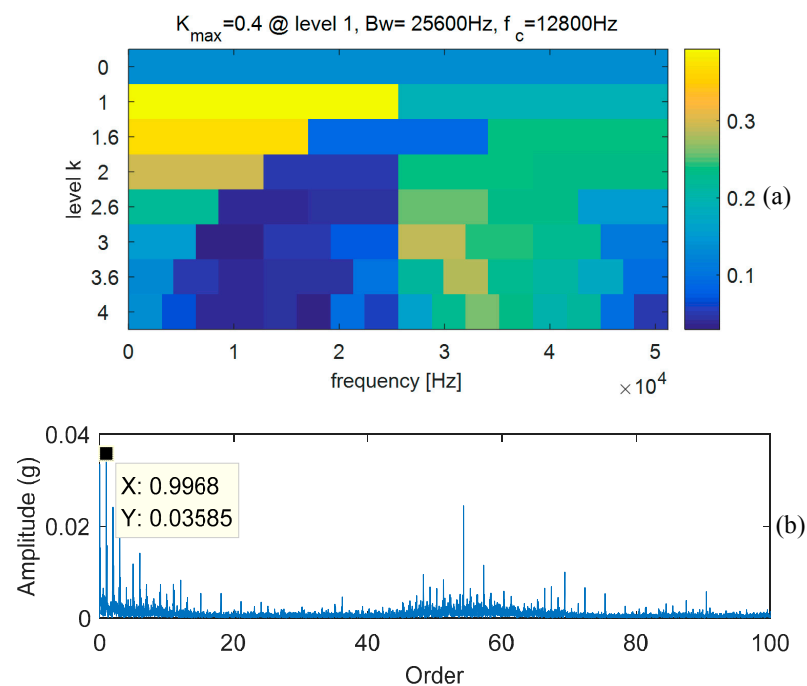 K_max=0.4 @ level 1, Bw= 25600Hz, f_c=12800Hz
level k
0
1
1.6
2
2.6
3
3.6
4
0 1 2 3 4 5
frequency [Hz]
×10^4
0.3
0.2
0.1
(a)
Amplitude (g)
0.04
0.02
0
X: 0.9968
Y: 0.03585
(b)
0 20 40 60 80 100
Order